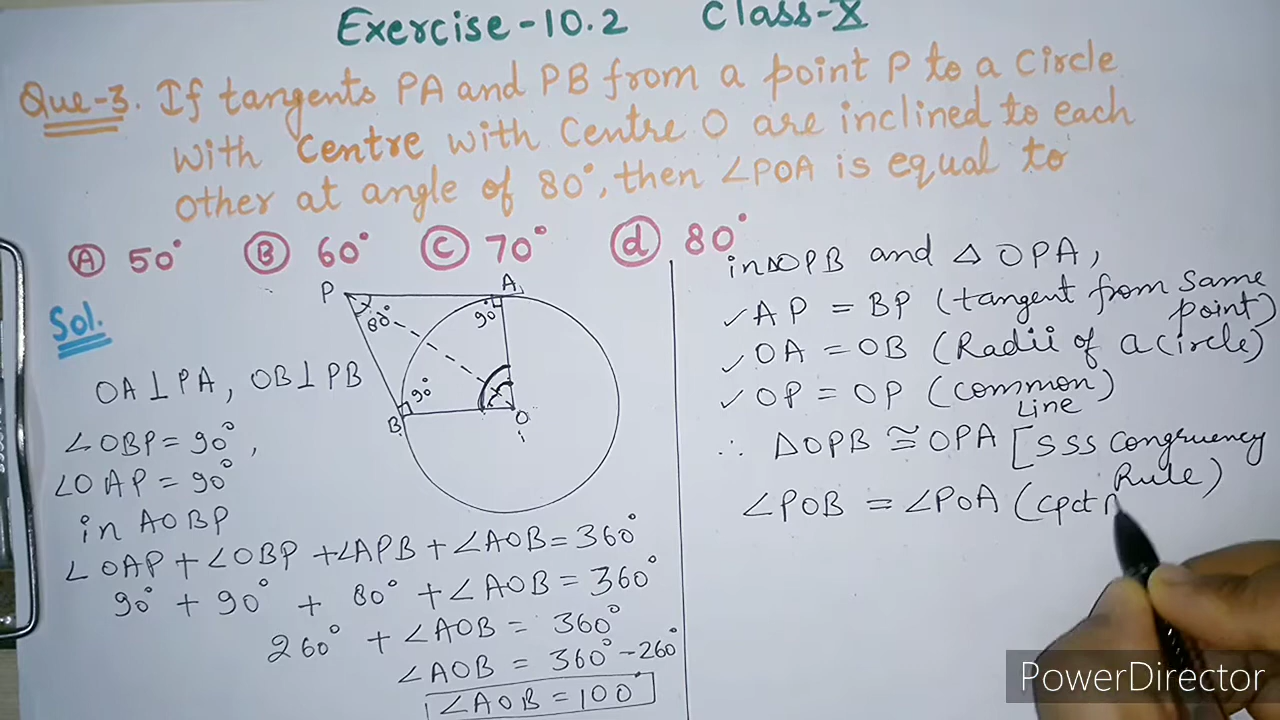 Exercise-10.2 Class-X
Que-3. If tangents PA and PB from a point P to a Circle
with Centre with Centre O are inclined to each
other at angle of 80°, then ∠POA is equal to
(A) 50° (B) 60° (C) 70° (d) 80°
Sol.
P
A
80°
90°
90°
B
O
OA⊥PA, OB⊥PB
∠OBP=90°,
∠OAP=90°
in AOBP
∠OAP+∠OBP+∠APB+∠AOB=360°
90°+90°+80°+∠AOB=360°
260°+∠AOB=360°
∠AOB=360°-260°
∠AOB=100°
in△OPB and △OPA,
✓AP=BP (tangent from same
point)
✓OA=OB (Radii of a circle)
✓OP=OP (common)
Line
∴ △OPB≅OPA [SSS Congruency
Rule)
∠POB=∠POA (cpct
PowerDirector